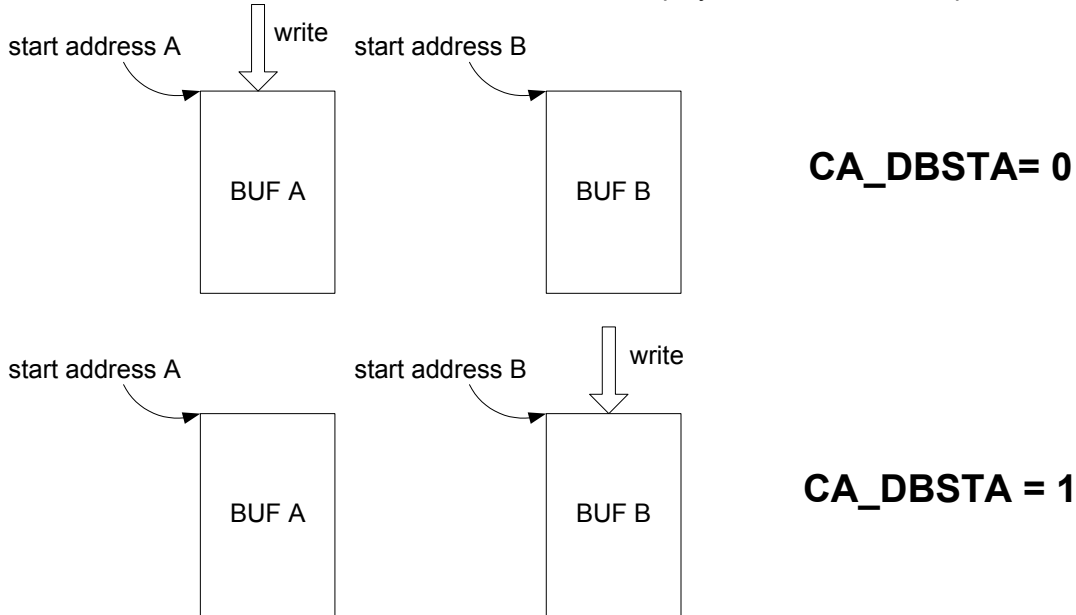 write
start address A
start address B
BUF A
BUF B
CA_DBSTA= 0
write
start address A
start address B
BUF A
BUF B
CA_DBSTA = 1